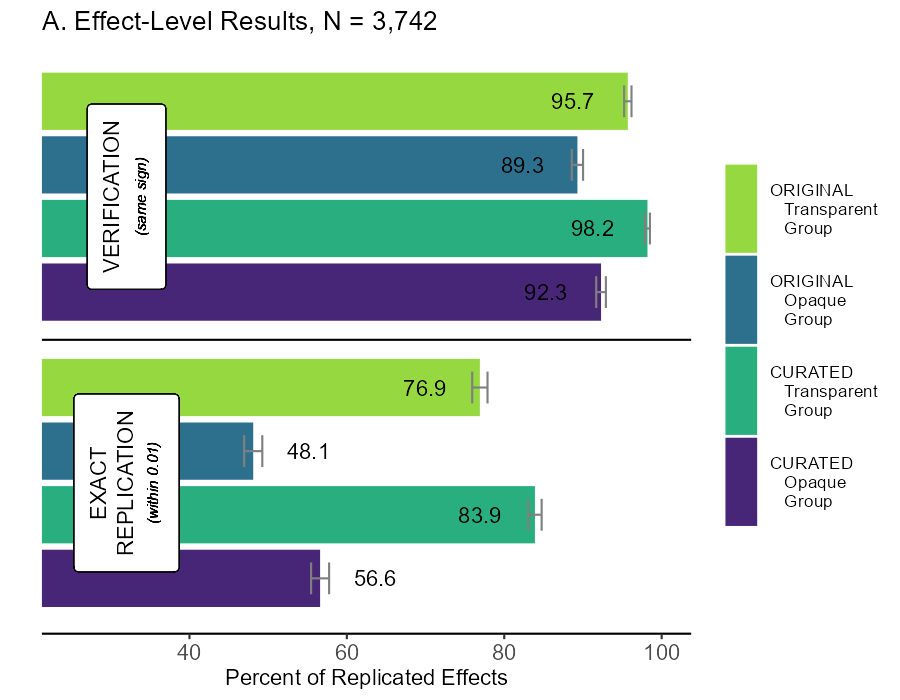 A. Effect-Level Results, N = 3,742
VERIFICATION
(same sign)
95.7
89.3
98.2
92.3
EXACT
REPLICATION
(within 0.01)
76.9
48.1
83.9
56.6
40 60 80 100
Percent of Replicated Effects
ORIGINAL
Transparent
Group
ORIGINAL
Opaque
Group
CURATED
Transparent
Group
CURATED
Opaque
Group